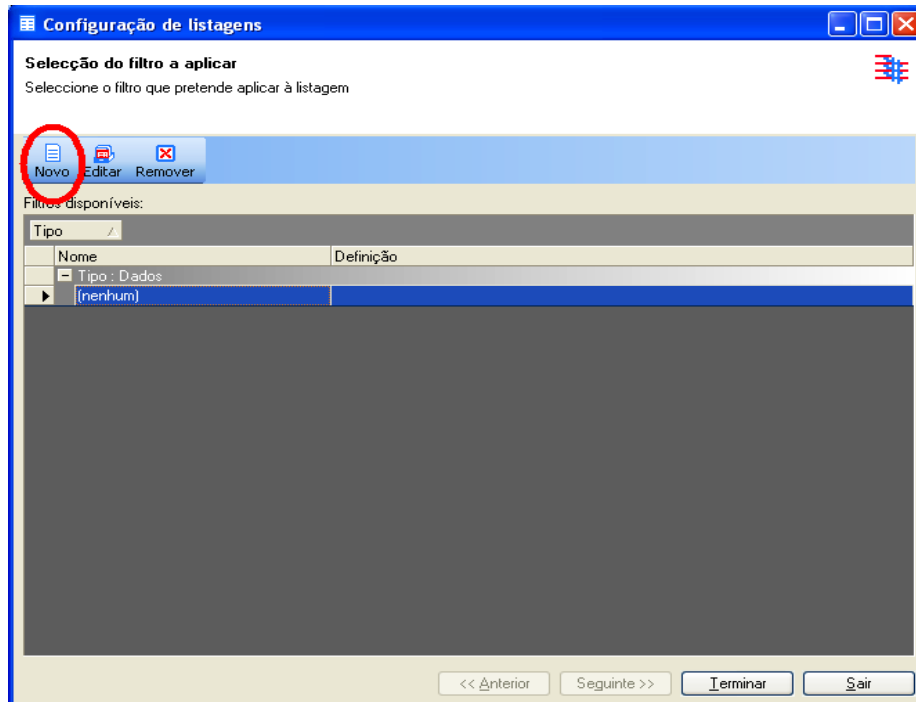 Configuração de listagens
Selecção do filtro a aplicar
Seleccione o filtro que pretende aplicar à listagem
Novo Editar Remover
Filtros disponíveis:
Tipo
Nome Definição
Tipo : Dados
(nenhum)
<< Anterior Seguinte >> Terminar Sair